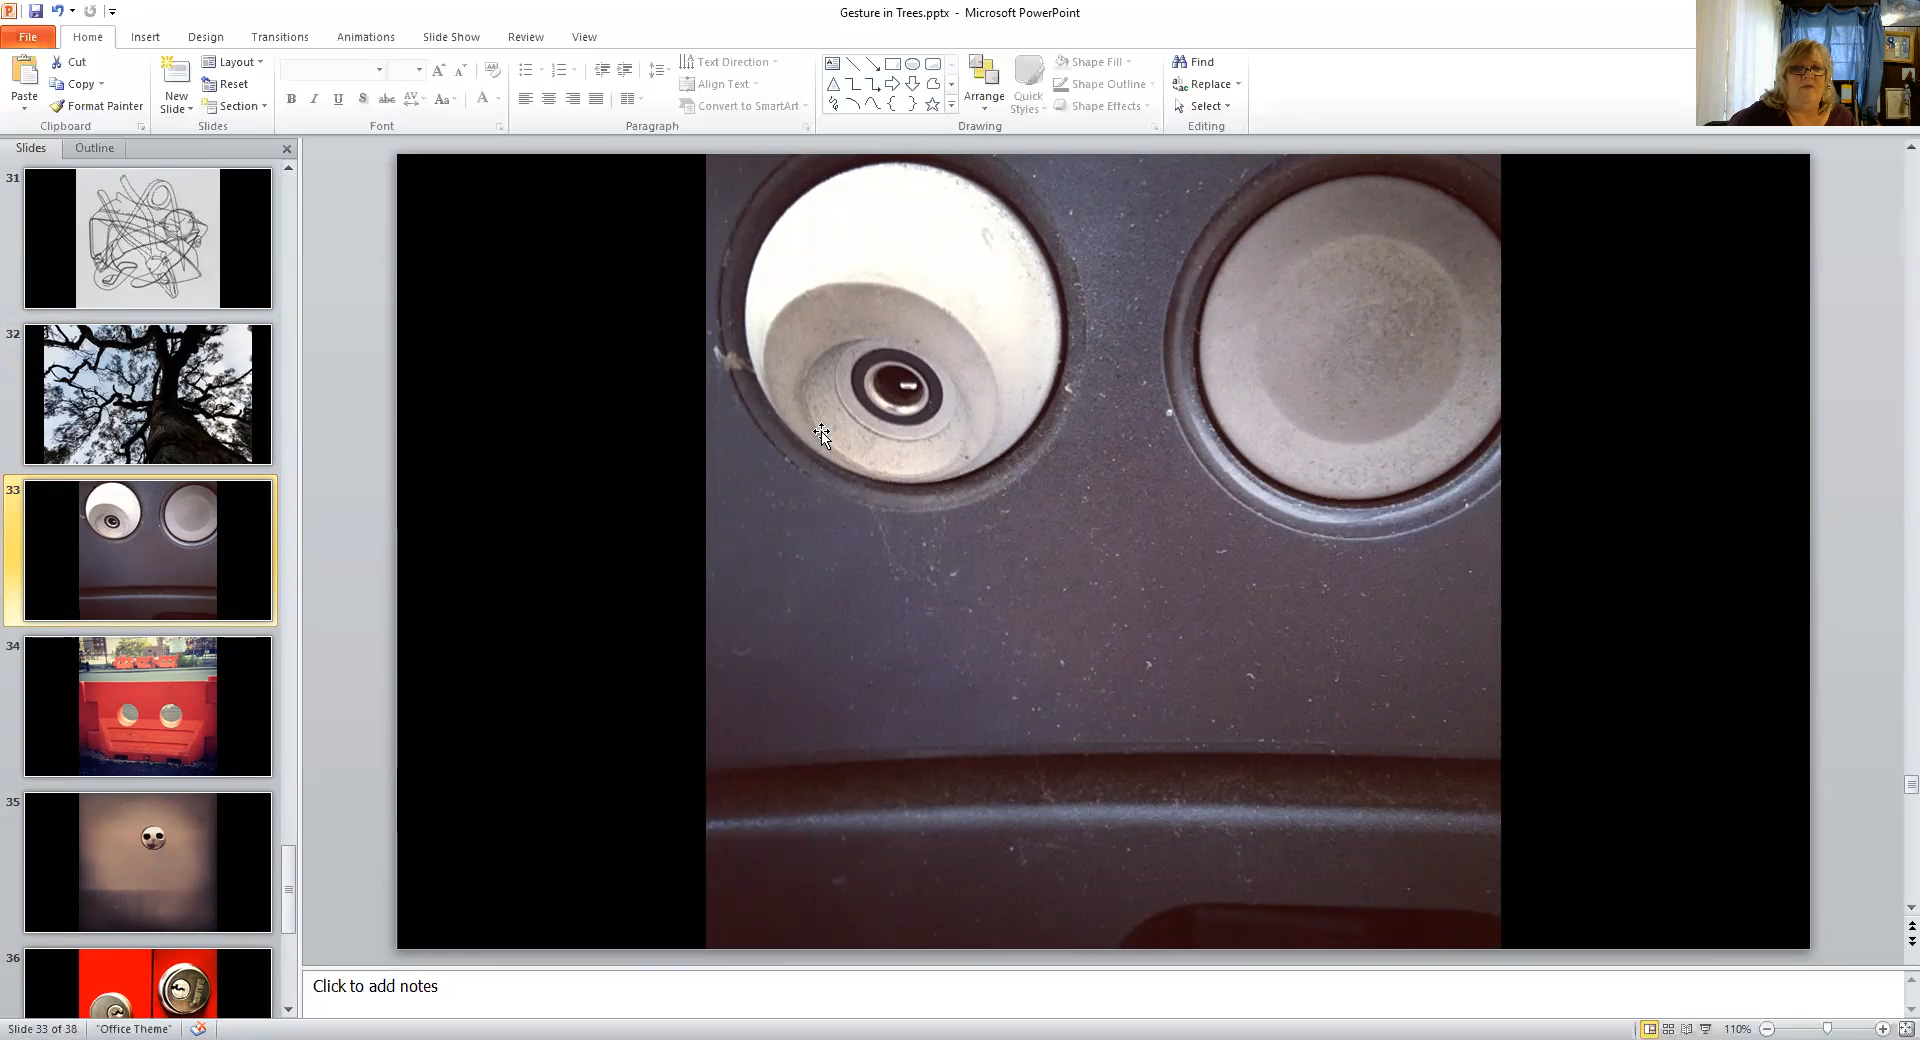 Gesture in Trees.pptx - Microsoft PowerPoint
File Home Insert Design Transitions Animations Slide Show Review View
Paste
Cut
Copy
Format Painter
Clipboard
New
Slide
Layout
Reset
Section
Slides
B I U S abc AV Aa A
Font
Text Direction
Align Text
Convert to SmartArt
Paragraph
Arrange
Quick
Styles
Shape Fill
Shape Outline
Shape Effects
Drawing
Find
Replace
Select
Editing
Slides Outline
31
32
33
34
35
36
Click to add notes
Slide 33 of 38 "Office Theme" 110%